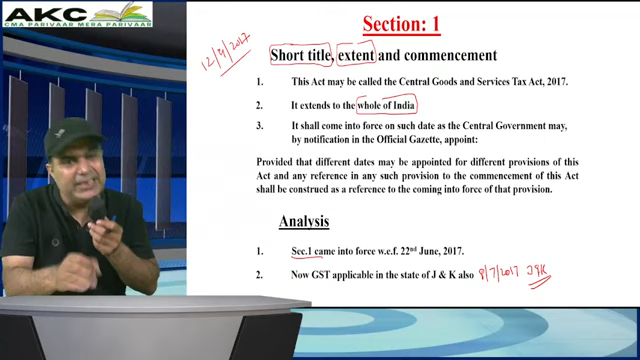 AKC
CMA PARIVAAR MERA PARIVAAR
Section: 1
12/4/2017
Short title, extent and commencement
1. This Act may be called the Central Goods and Services Tax Act, 2017.
2. It extends to the whole of India
3. It shall come into force on such date as the Central Government may,
by notification in the Official Gazette, appoint:
Provided that different dates may be appointed for different provisions of this
Act and any reference in any such provision to the commencement of this Act
shall be construed as a reference to the coming into force of that provision.
Analysis
1. Sec.1 came into force w.e.f. 22nd June, 2017.
2. Now GST applicable in the state of J & K also 8/7/2017 J&K